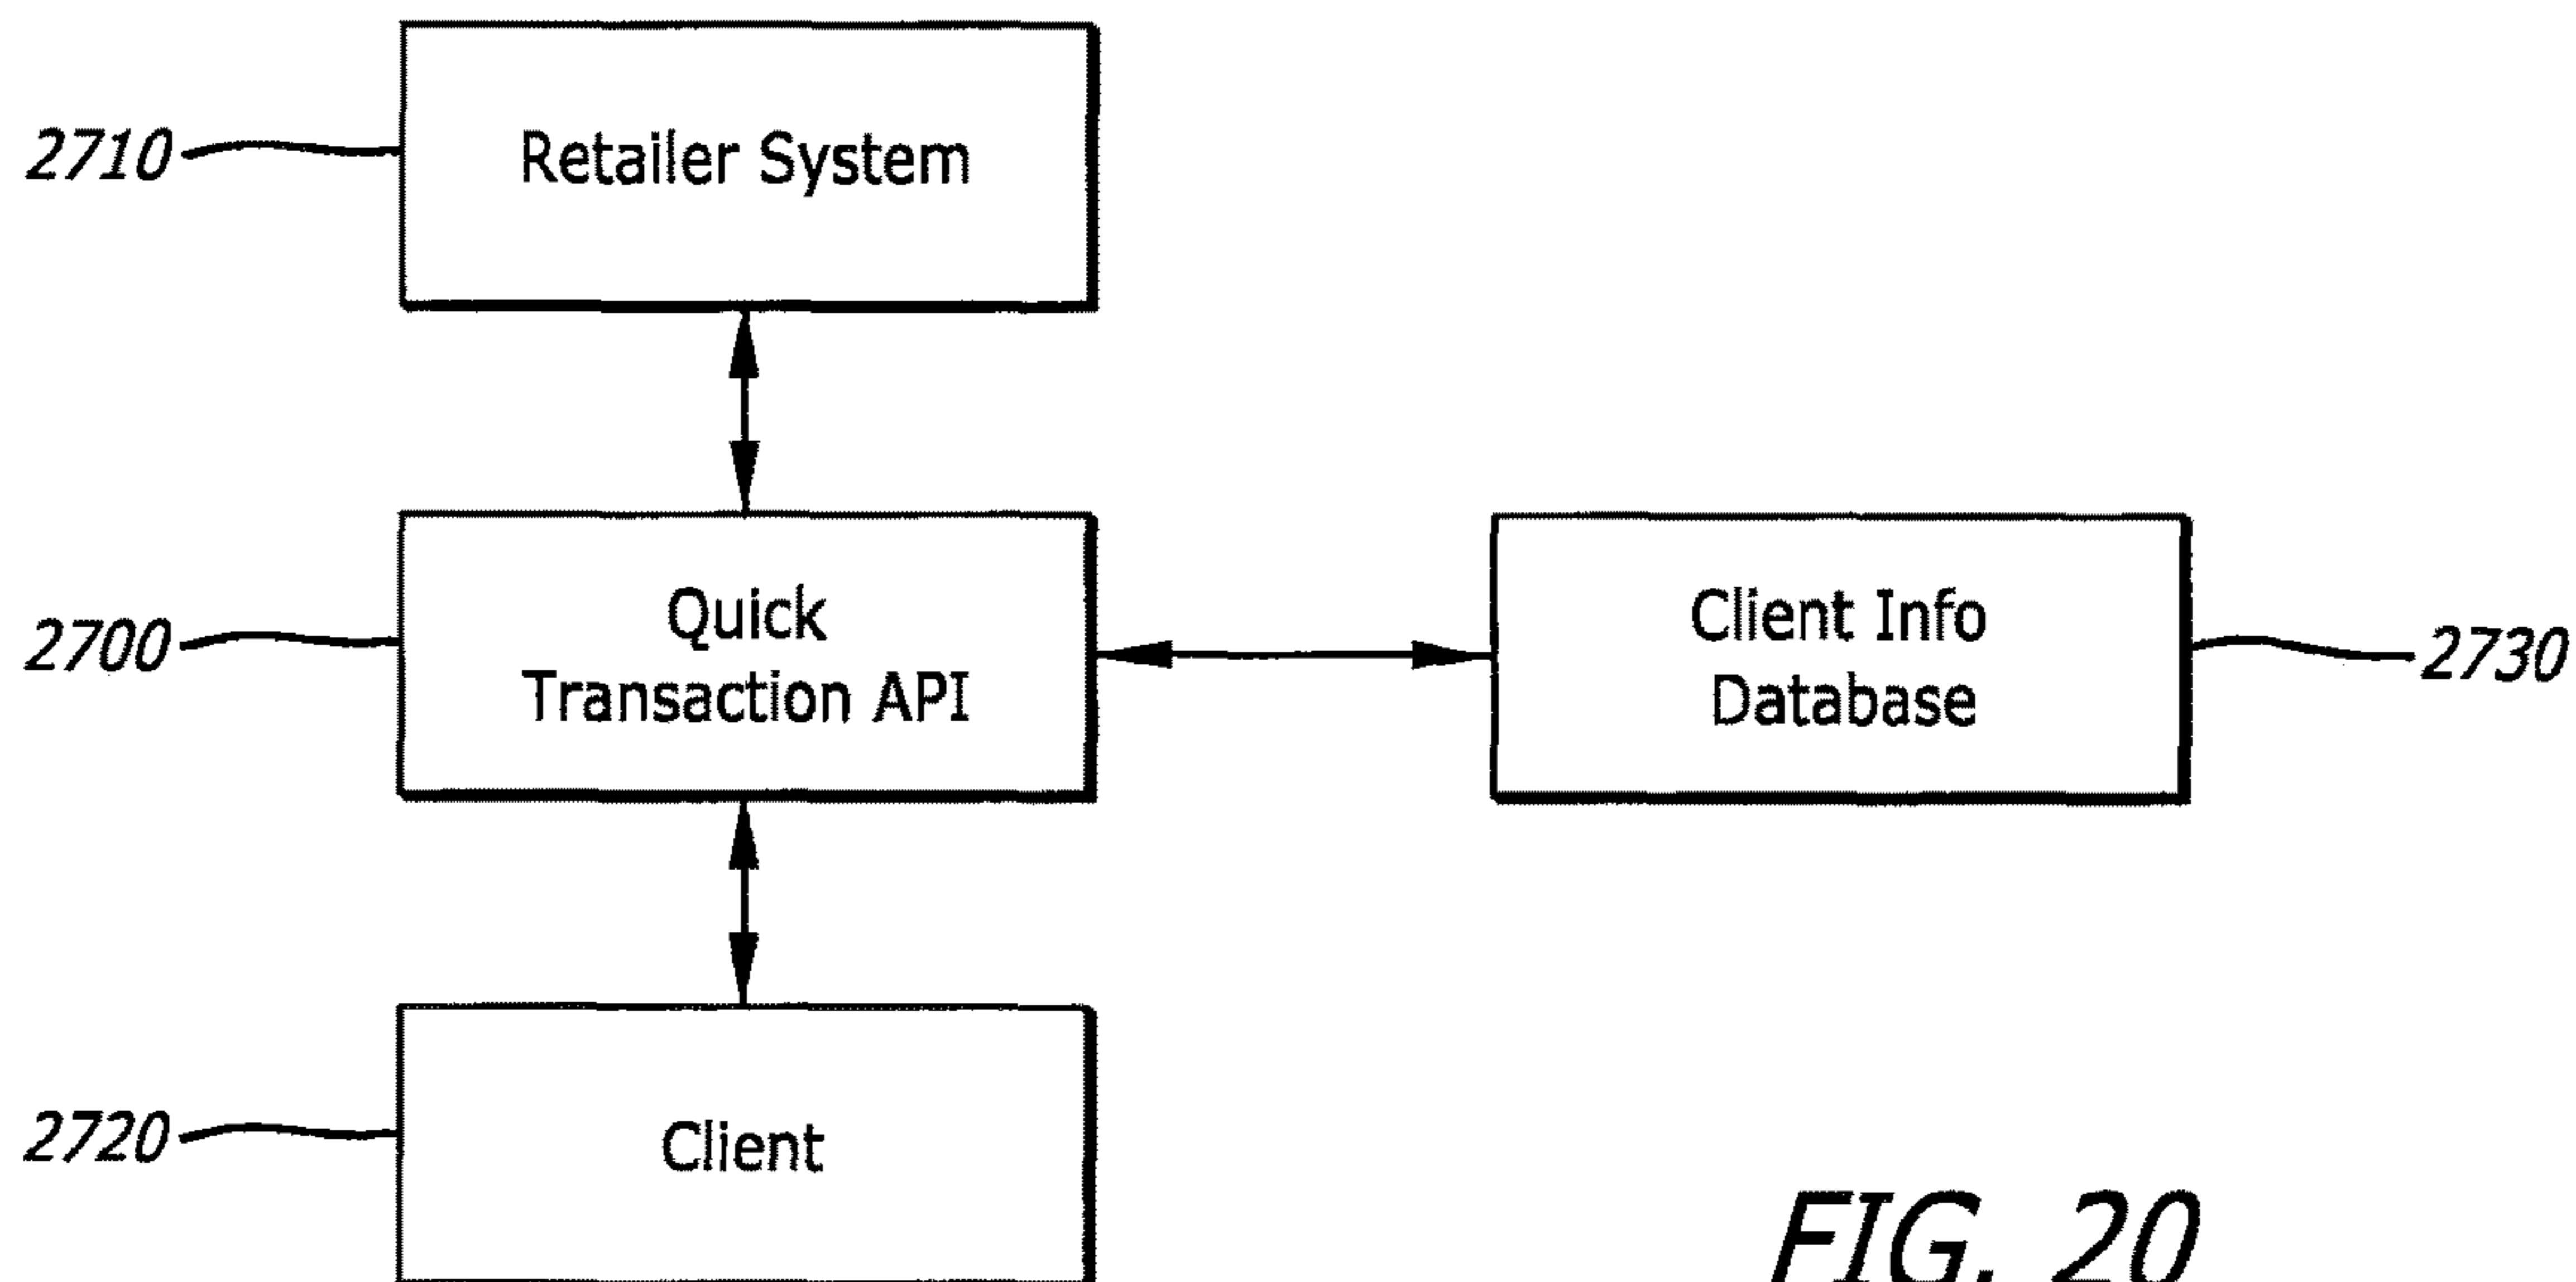 2710
Retailer System
2700
Quick
Transaction API
Client Info
Database
2730
2720
Client
FIG. 20